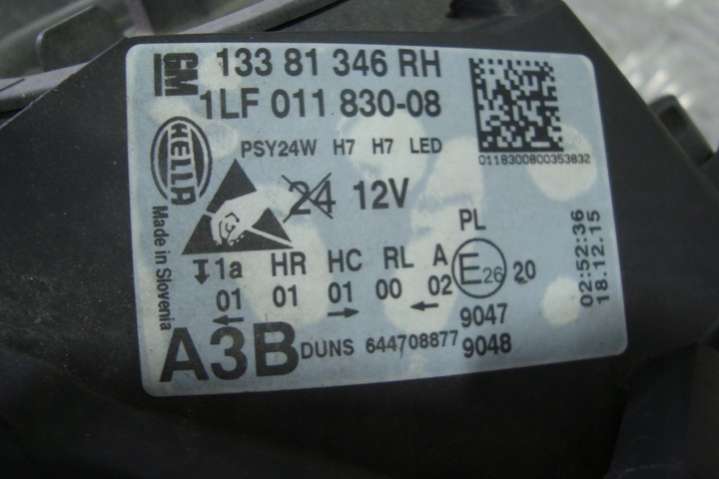 GM 133 81 346 RH
1LF 011 830-08
HELLA
PSY24W H7 H7 LED
0118300800353832
24 12V
Made in Slovenia
PL
1a HR HC RL A E26 20
01 01 01 00 02
9047
A3B DUNS 644708877
9048
02:52:36
18.12.15